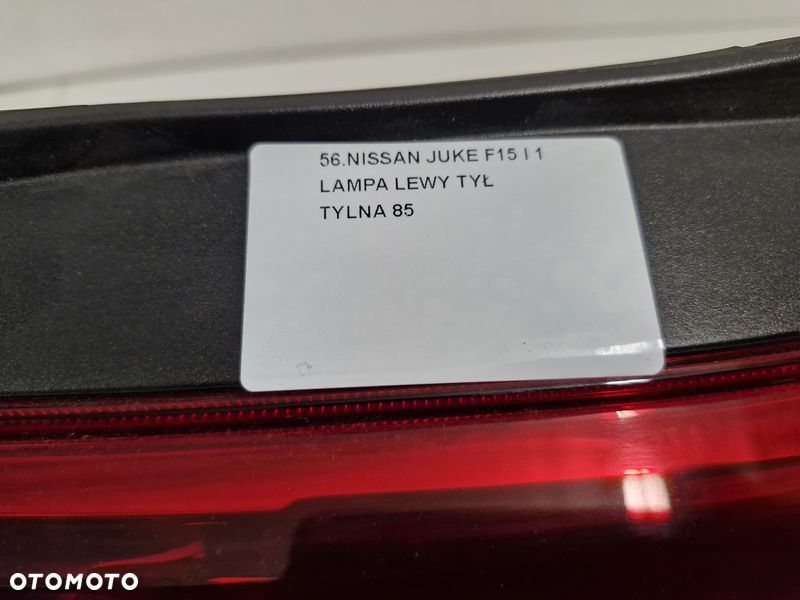 56.NISSAN JUKE F15 I 1
LAMPA LEWY TYŁ
TYLNA 85
OTOMOTO